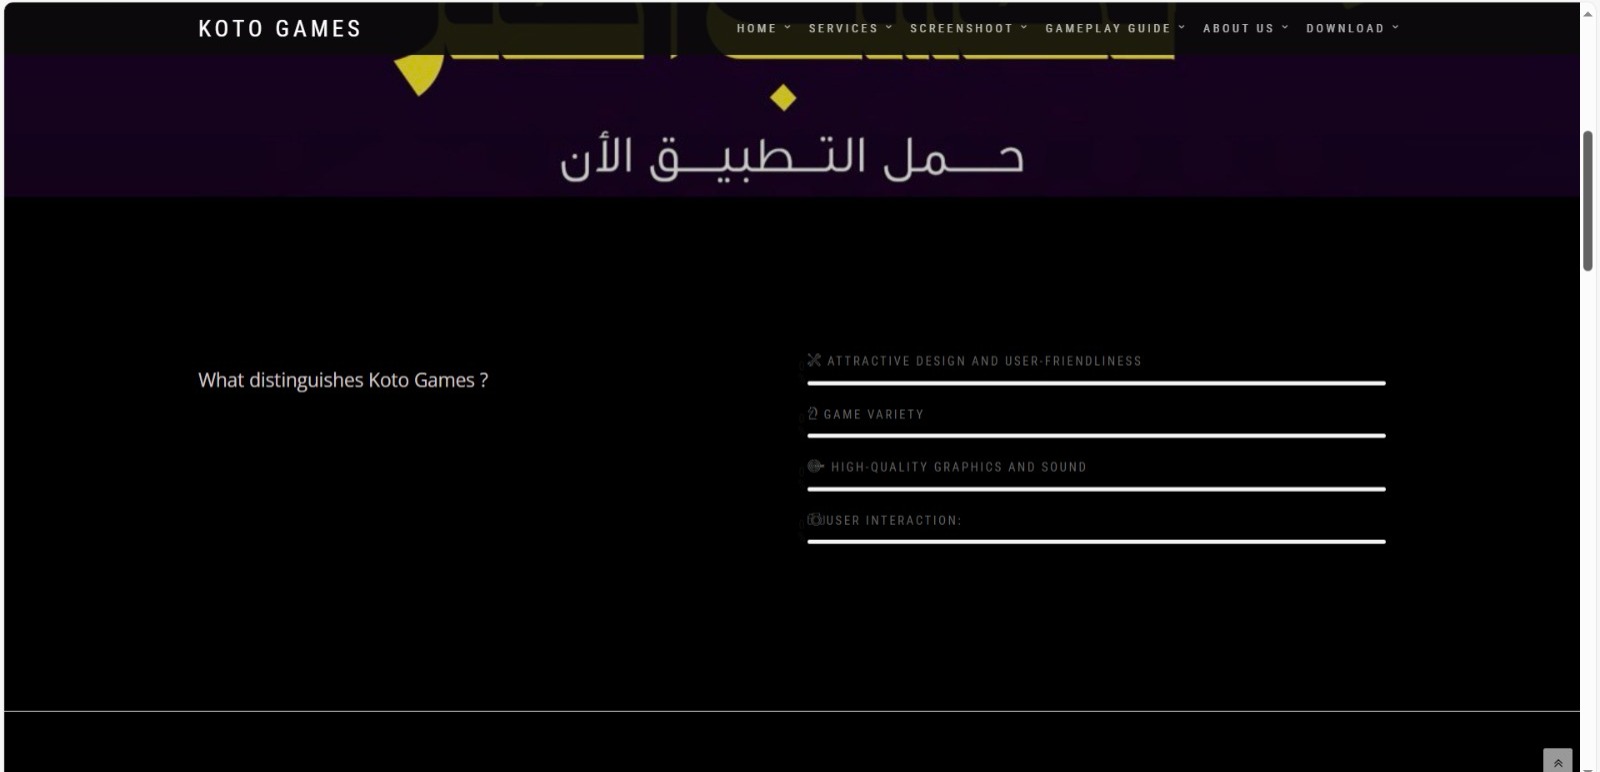 KOTO GAMES
HOME SERVICES SCREENSHOOT GAMEPLAY GUIDE ABOUT US DOWNLOAD
حـــمل التــطبيــق الأن
What distinguishes Koto Games ?
ATTRACTIVE DESIGN AND USER-FRIENDLINESS
GAME VARIETY
HIGH-QUALITY GRAPHICS AND SOUND
USER INTERACTION: